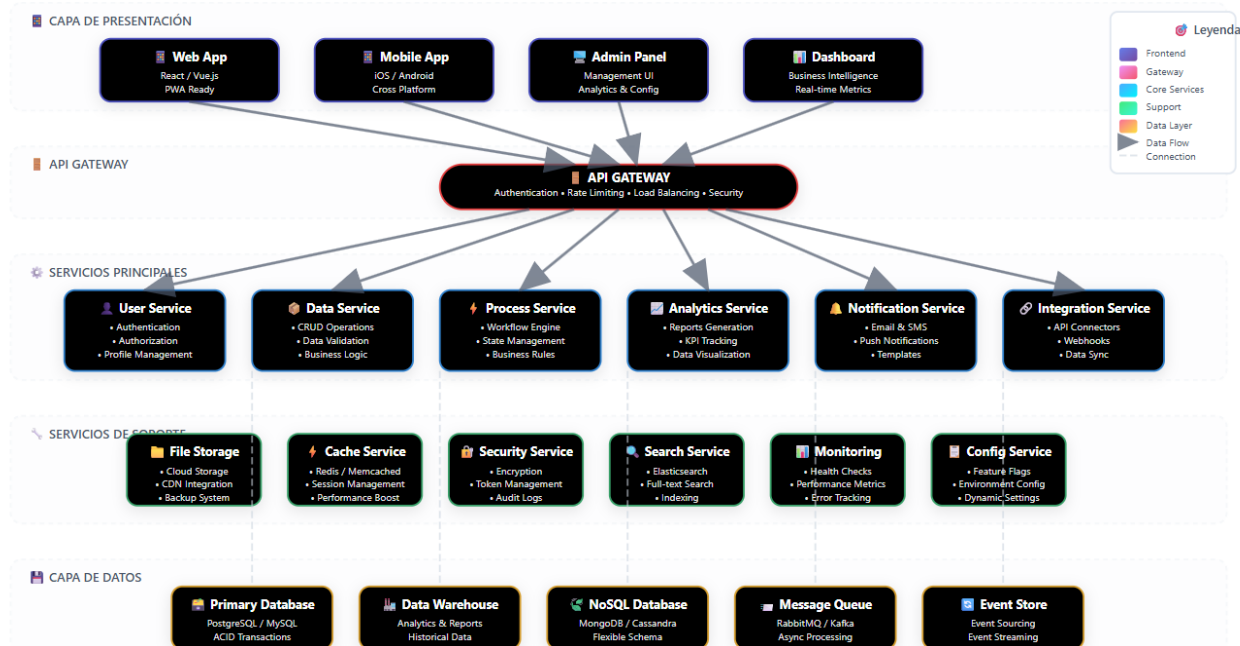 CAPA DE PRESENTACIÓN
Leyenda
Web App
React / Vue.js
PWA Ready
Mobile App
iOS / Android
Cross Platform
Admin Panel
Management UI
Analytics & Config
Dashboard
Business Intelligence
Real-time Metrics
Frontend
Gateway
Core Services
Support
Data Layer
Data Flow
Connection
API GATEWAY
API GATEWAY
Authentication • Rate Limiting • Load Balancing • Security
SERVICIOS PRINCIPALES
User Service
• Authentication
• Authorization
• Profile Management
Data Service
• CRUD Operations
• Data Validation
• Business Logic
Process Service
• Workflow Engine
• State Management
• Business Rules
Analytics Service
• Reports Generation
• KPI Tracking
• Data Visualization
Notification Service
• Email & SMS
• Push Notifications
• Templates
Integration Service
• API Connectors
• Webhooks
• Data Sync
SERVICIOS DE SOPORTE
File Storage
• Cloud Storage
• CDN Integration
• Backup System
Cache Service
• Redis / Memcached
• Session Management
• Performance Boost
Security Service
• Encryption
• Token Management
• Audit Logs
Search Service
• Elasticsearch
• Full-text Search
• Indexing
Monitoring
• Health Checks
• Performance Metrics
• Error Tracking
Config Service
• Feature Flags
• Environment Config
• Dynamic Settings
CAPA DE DATOS
Primary Database
PostgreSQL / MySQL
ACID Transactions
Data Warehouse
Analytics & Reports
Historical Data
NoSQL Database
MongoDB / Cassandra
Flexible Schema
Message Queue
RabbitMQ / Kafka
Async Processing
Event Store
Event Sourcing
Event Streaming